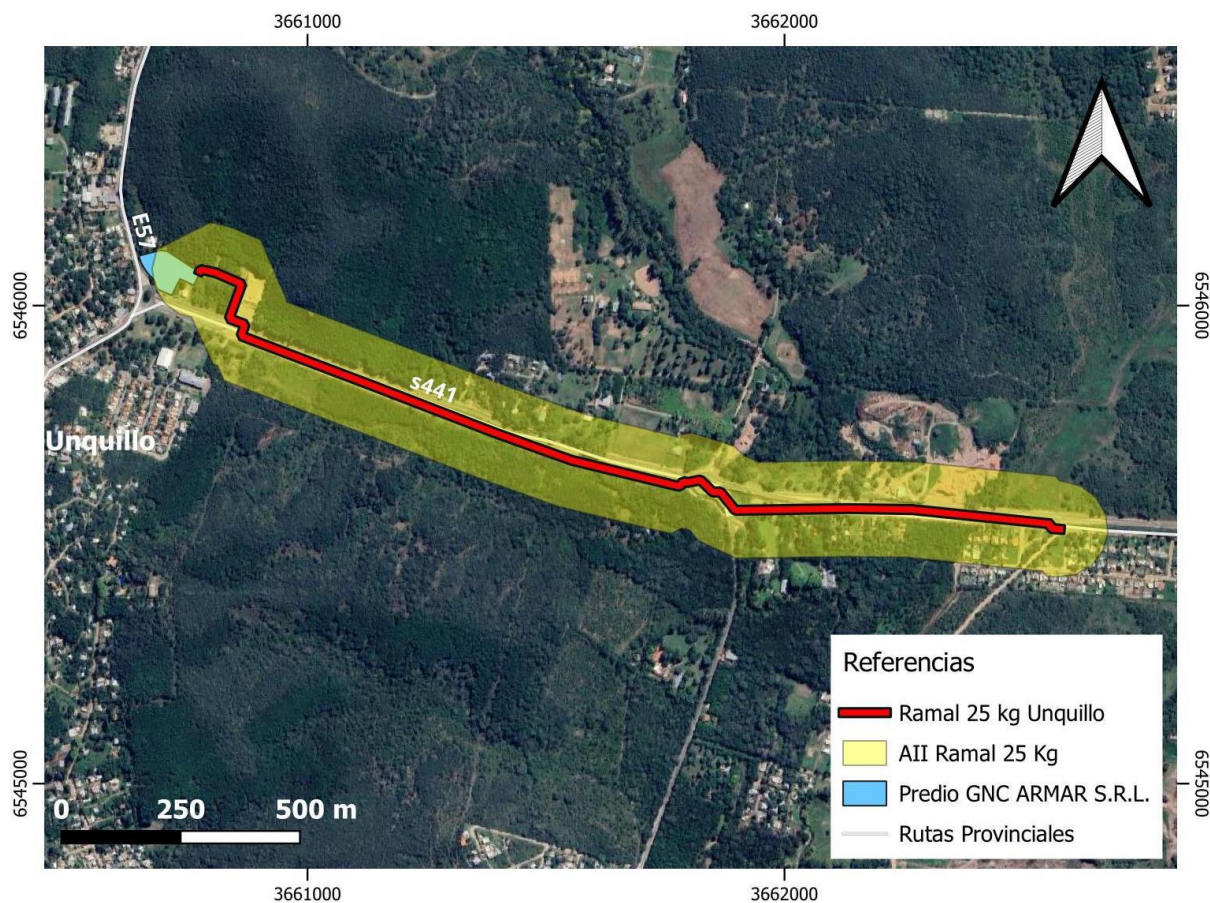 3661000
3662000
E57
6546000
6546000
s441
Unquillo
Referencias
Ramal 25 kg Unquillo
AII Ramal 25 Kg
Predio GNC ARMAR S.R.L.
Rutas Provinciales
6545000
6545000
0 250 500 m
3661000
3662000